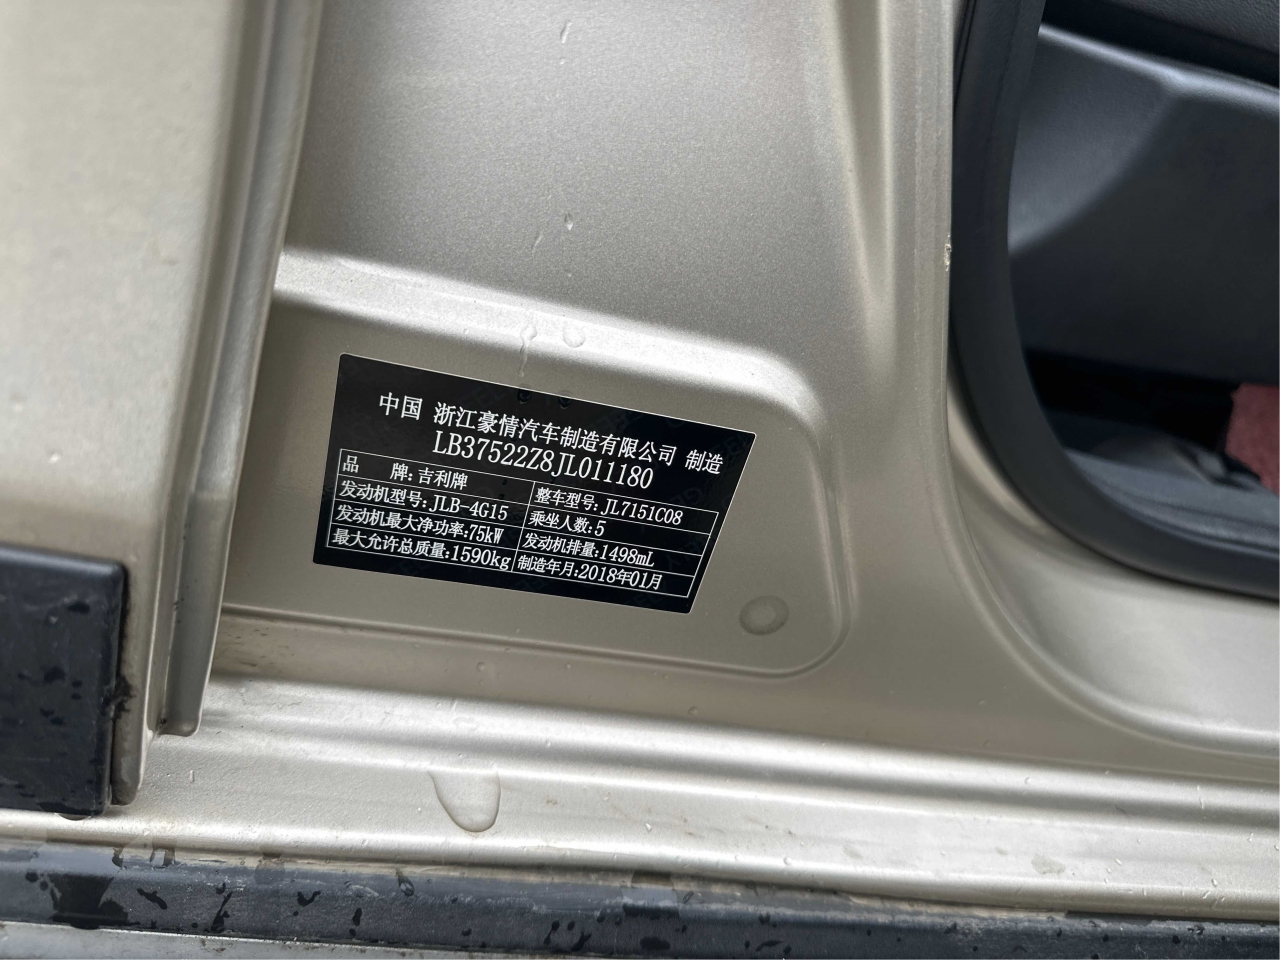 中国 浙江豪情汽车制造有限公司 制造
LB37522Z8JL011180
品 牌:吉利牌 整车型号:JL7151C08
发动机型号:JLB-4G15 乘坐人数:5
发动机最大净功率:75kW 发动机排量:1498mL
最大允许总质量:1590kg 制造年月:2018年01月